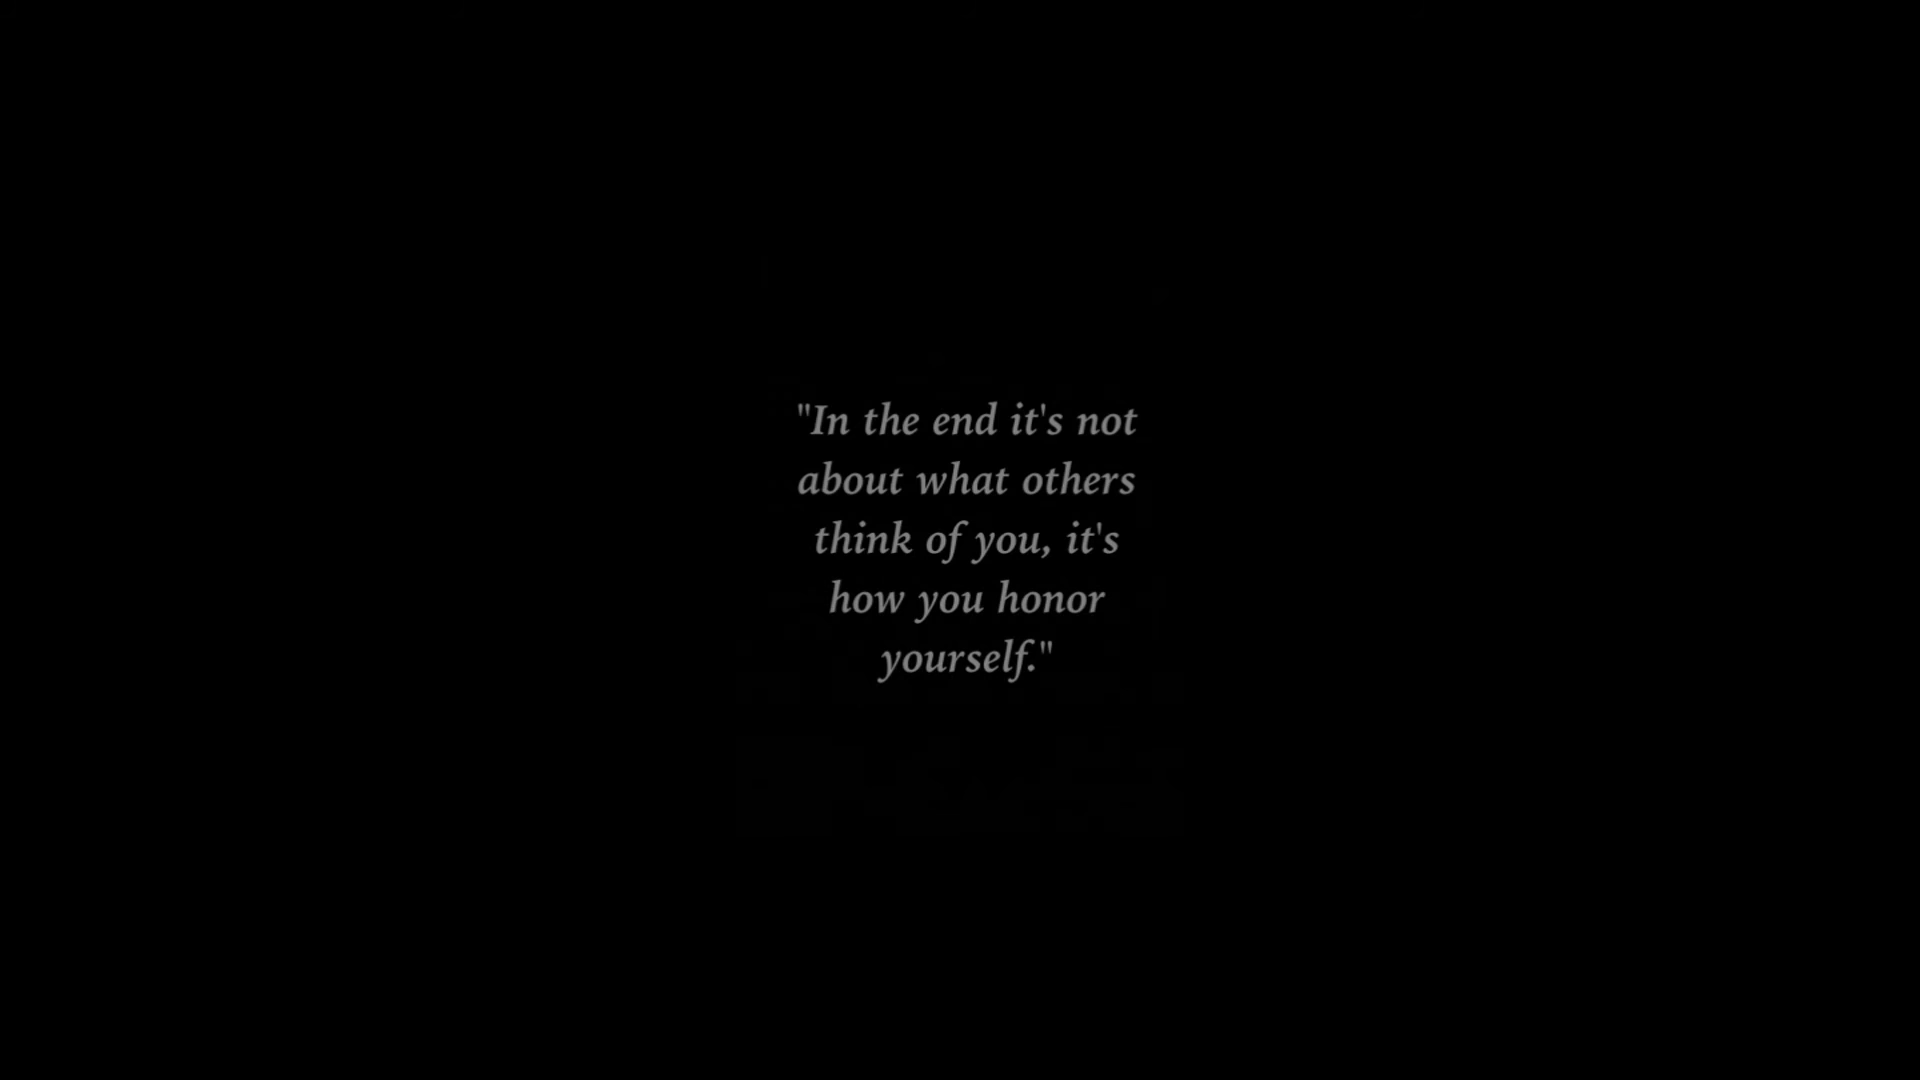 "In the end it's not
about what others
think of you, it's
how you honor
yourself."